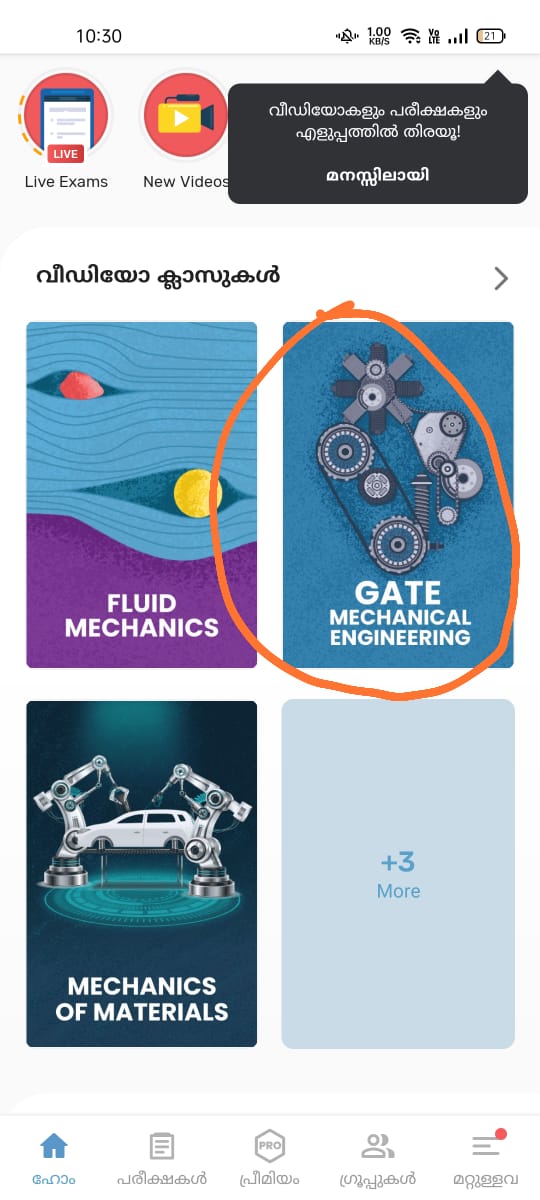 10:30
1.00
KB/S
Vo
LTE
21
വീഡിയോകളും പരീക്ഷകളും
എളുപ്പത്തിൽ തിരയൂ!
മനസ്സിലായി
LIVE
Live Exams
New Videos
വീഡിയോ ക്ലാസുകൾ
FLUID
MECHANICS
GATE
MECHANICAL
ENGINEERING
MECHANICS
OF MATERIALS
+3
More
ഹോം
പരീക്ഷകൾ
PRO
പ്രീമിയം
ഗ്രൂപ്പുകൾ
മറ്റുള്ളവ